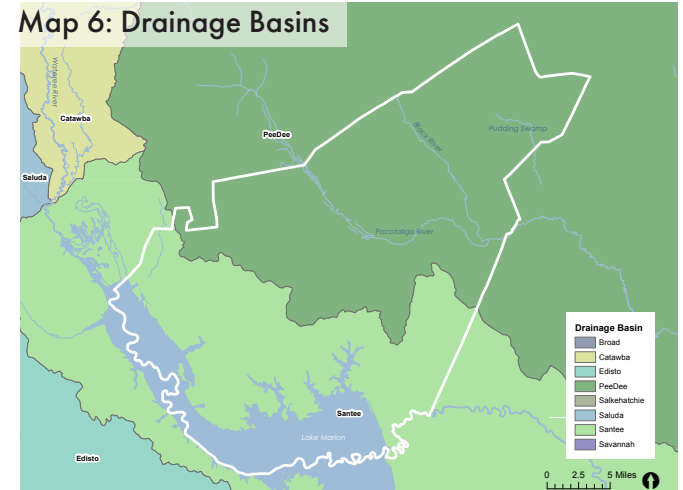 Map 6: Drainage Basins
Wateree River
Catawba
Saluda
PeeDee
Black River
Pudding Swamp
Pocotaligo River
Santee
Lake Marion
Edisto
Drainage Basin
Broad
Catawba
Edisto
PeeDee
Salkehatchie
Saluda
Santee
Savannah
0 2.5 5 Miles